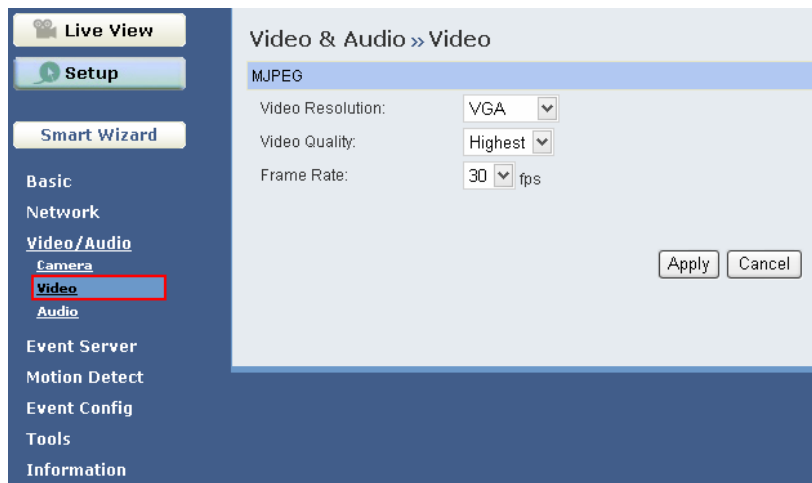 Live View
Setup
Smart Wizard
Basic
Network
Video/Audio
Camera
Video
Audio
Event Server
Motion Detect
Event Config
Tools
Information
Video & Audio » Video
MJPEG
Video Resolution: VGA
Video Quality: Highest
Frame Rate: 30 fps
Apply Cancel